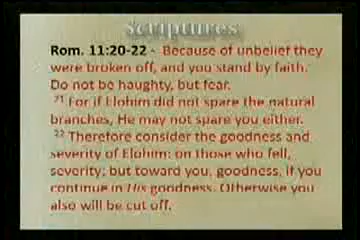 Scriptures
Rom. 11:20-22 - Because of unbelief they
were broken off, and you stand by faith.
Do not be haughty, but fear.
21 For if Elohim did not spare the natural
branches, He may not spare you either.
22 Therefore consider the goodness and
severity of Elohim: on those who fell,
severity; but toward you, goodness, if you
continue in His goodness. Otherwise you
also will be cut off.